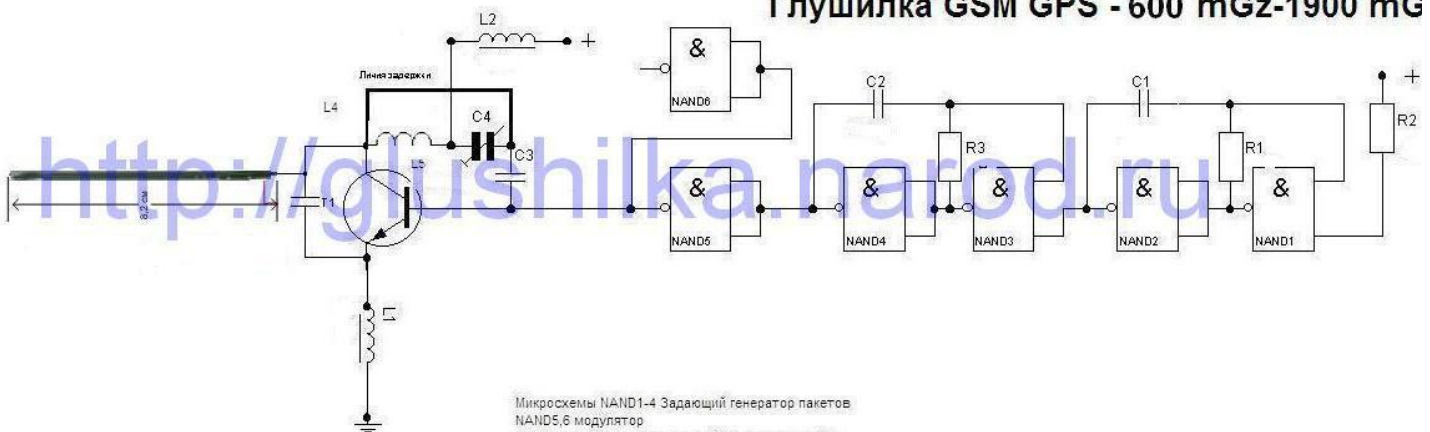 Глушилка GSM GPS - 600 mGz-1900 mG
L2
+
&
NAND6
Линия задержки
L4
C4
C3
L5
http://glushilka.narod.ru
8,2 см
T1
L1
&
NAND5
C2
R3
&
NAND4
&
NAND3
C1
R1
&
NAND2
&
NAND1
+
R2
Микросхемы NAND1-4 Задающий генератор пакетов
NAND5,6 модулятор